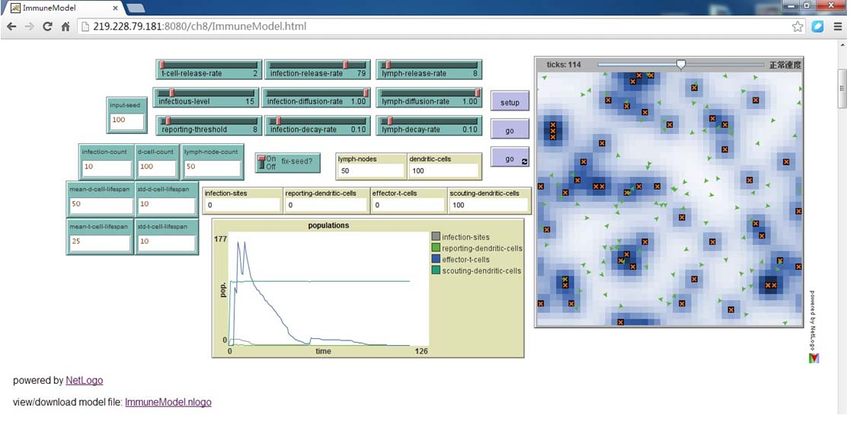 ImmuneModel
219.228.79.181:8080/ch8/ImmuneModel.html
t-cell-release-rate 2
infection-release-rate 79
lymph-release-rate 8
infectious-level 15
infection-diffusion-rate 1.00
lymph-diffusion-rate 1.00
reporting-threshold 8
infection-decay-rate 0.10
lymph-decay-rate 0.10
input-seed
100
setup
go
go
infection-count
10
d-cell-count
100
lymph-node-count
50
On
Off
fix-seed?
lymph-nodes
50
dendritic-cells
100
mean-d-cell-lifespan
50
std-d-cell-lifespan
10
infection-sites
0
reporting-dendritic-cells
0
effector-t-cells
0
scouting-dendritic-cells
100
mean-t-cell-lifespan
25
std-t-cell-lifespan
10
populations
177
pop.
0
0
time
126
infection-sites
reporting-dendritic-cells
effector-t-cells
scouting-dendritic-cells
ticks: 114
正常速度
powered by NetLogo
powered by NetLogo
view/download model file: ImmuneModel.nlogo